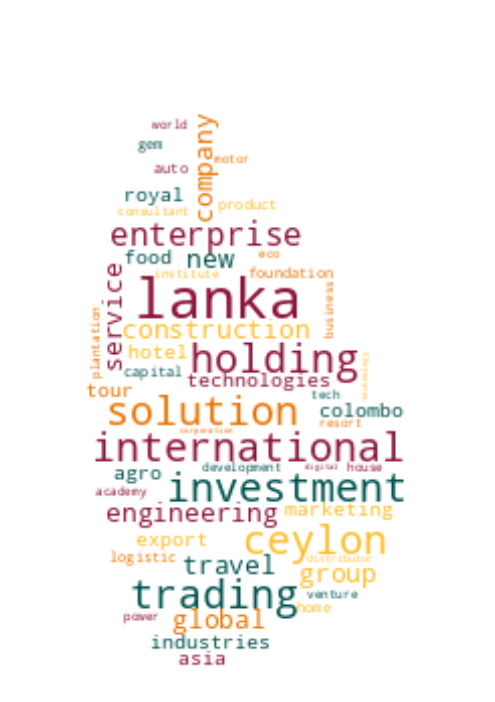 world
gem
company
motor
auto
royal
product
consultant
enterprise
food new eco
institute foundation
service
lanka
business
plantation
construction
hotel holding
technology
capital technologies
tour tech
solution colombo
resort
corporation
international
agro development digital house
academy investment
engineering marketing
export ceylon
logistic distributor
travel group
trading venture
home
power global
industries
asia